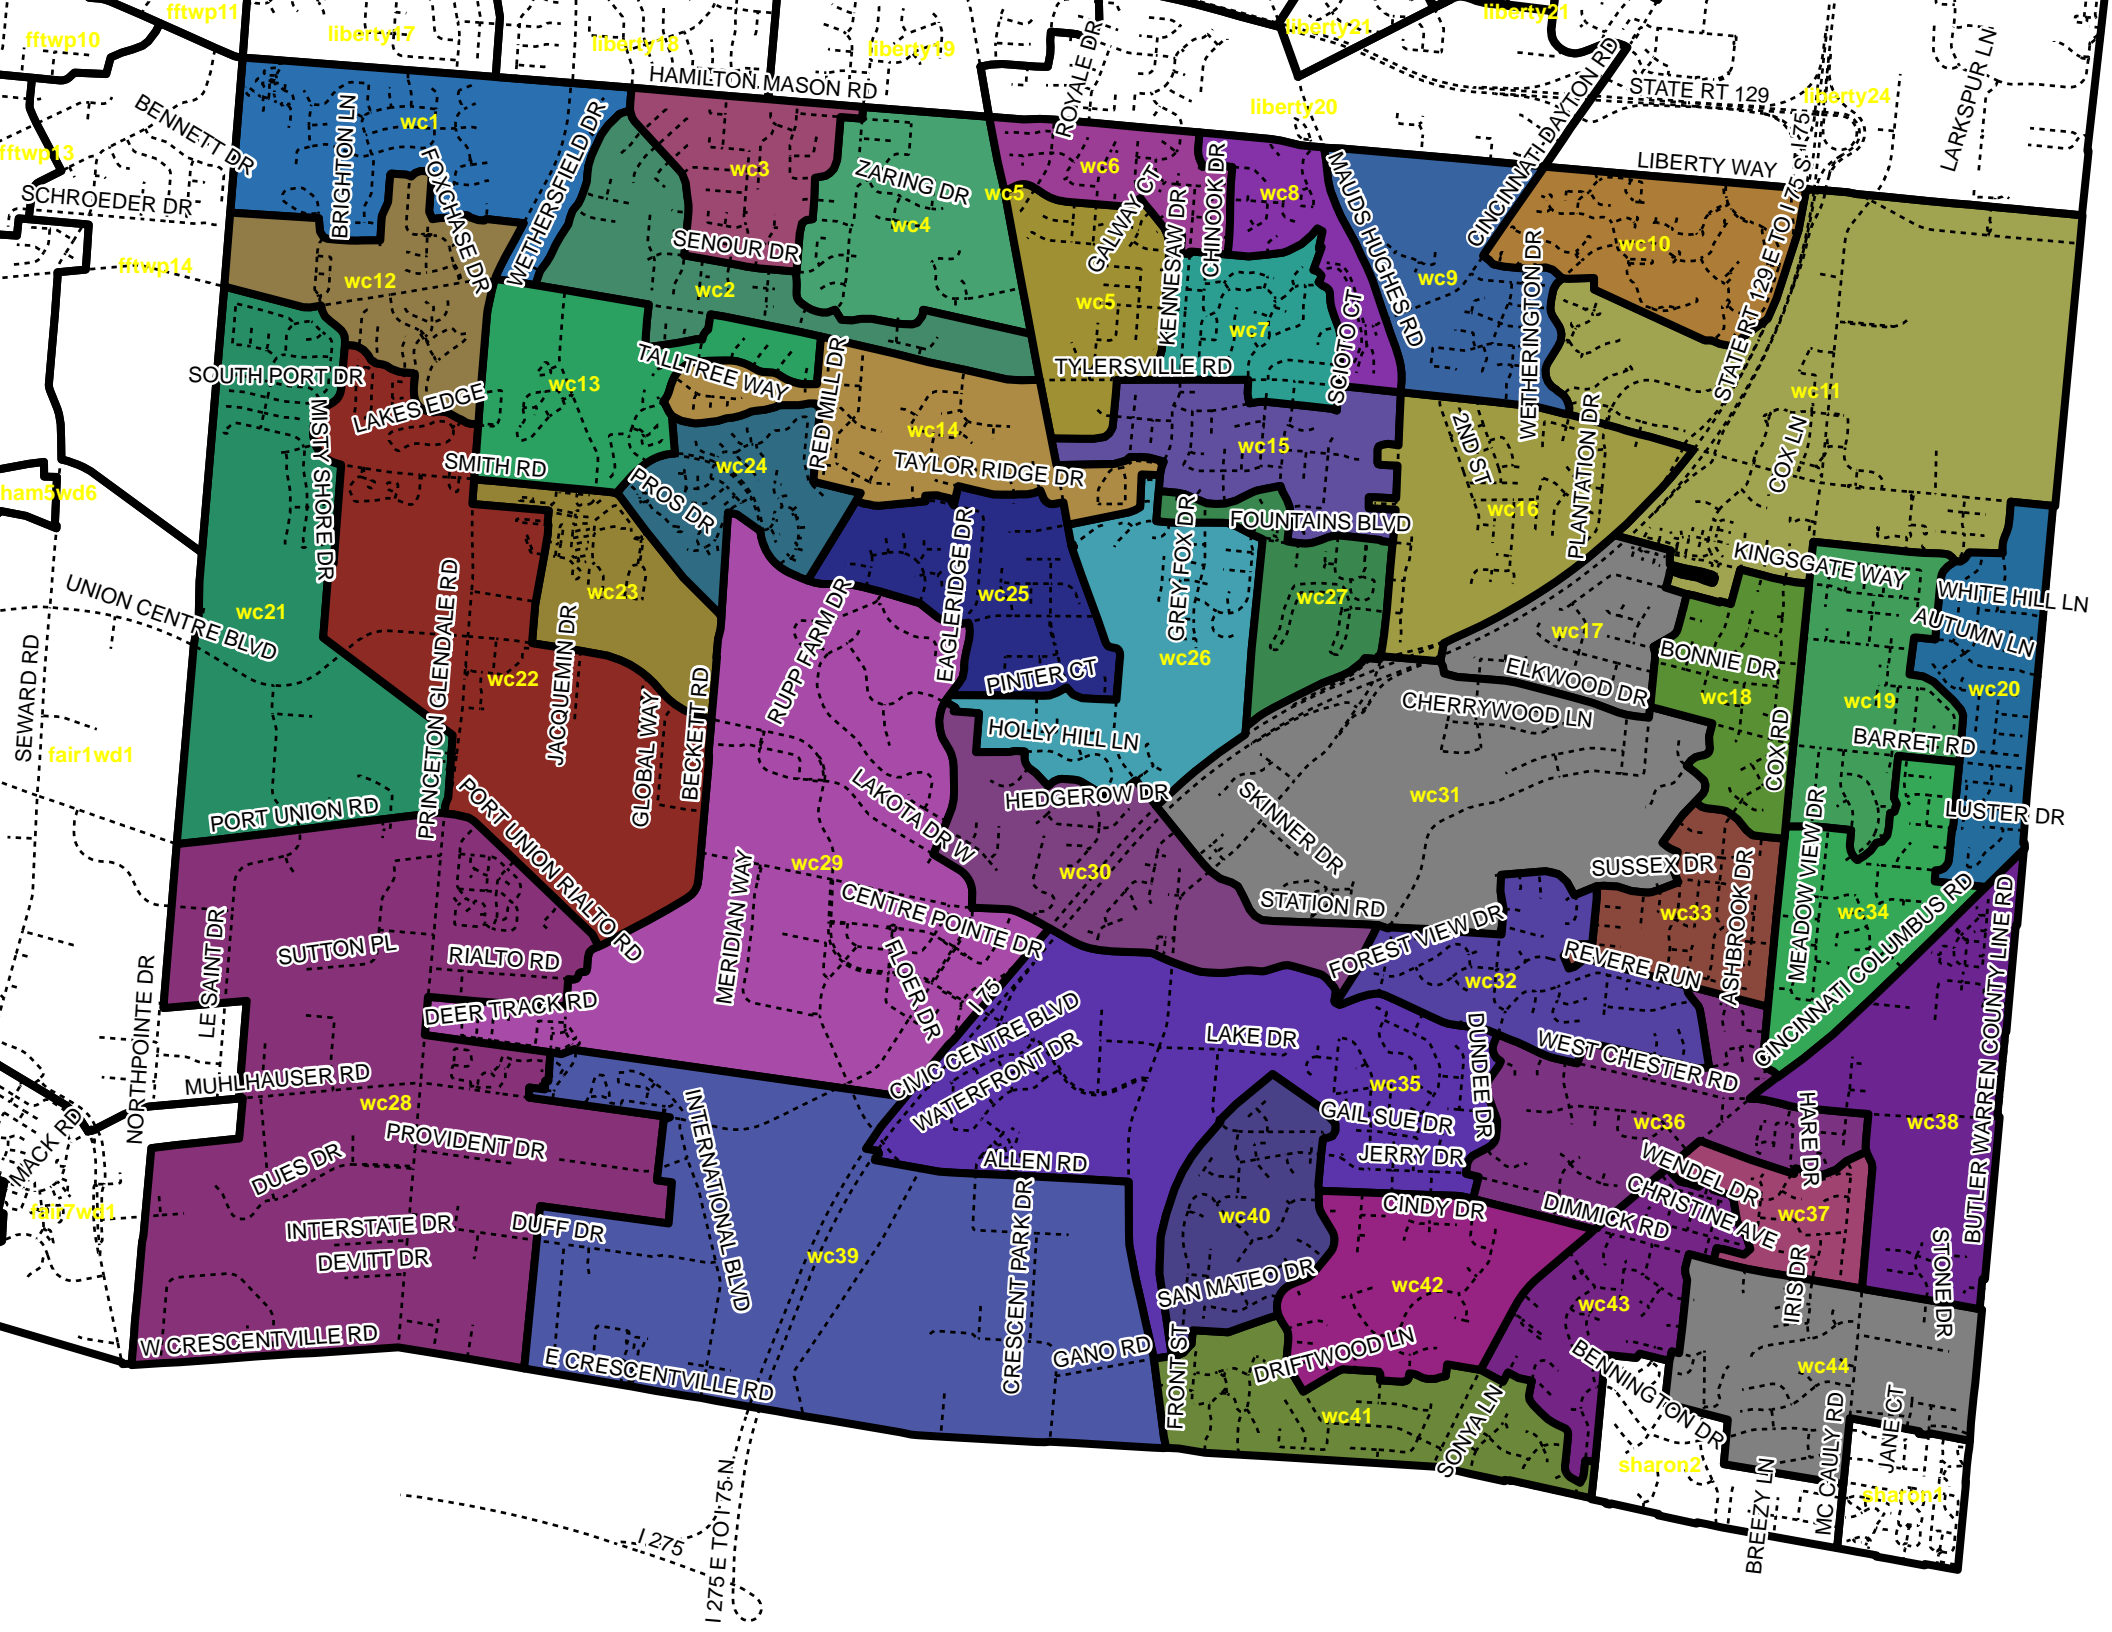 fftwp11
fftwp10
liberty17
liberty18
liberty19
liberty21
liberty21
HAMILTON MASON RD
ROYALE DR
liberty20
CINCINNATI-DAYTON RD
STATE RT 129
liberty24
LARKSPUR LN
BENNETT DR
fftwp13
SCHROEDER DR
BRIGHTON LN
wc1
FOXCHASE DR
WETHERSFIELD DR
wc3
ZARING DR
wc4
wc5
wc6
GALWAY CT
KENNESAW DR
CHINOOK DR
wc8
MAUDS HUGHES RD
LIBERTY WAY
wc10
STATE RT 129 E TO I 75 S
I 75
fftwp14
wc12
SENOUR DR
wc2
wc5
wc7
SCIOTO CT
wc9
WETHERINGTON DR
wc11
SOUTH PORT DR
LAKES EDGE
wc13
TALLTREE WAY
RED MILL DR
TYLERSVILLE RD
MISTY SHORE DR
SMITH RD
wc24
PROS DR
wc14
TAYLOR RIDGE DR
wc15
2ND ST
wc16
PLANTATION DR
COX LN
ham5wd6
FOUNTAINS BLVD
GREY FOX DR
EAGLERIDGE DR
wc25
wc27
KINGSGATE WAY
WHITE HILL LN
AUTUMN LN
UNION CENTRE BLVD
wc21
wc23
JACQUEMIN DR
PRINCETON GLENDALE RD
wc22
GLOBAL WAY
BECKETT RD
RUPP FARM DR
PINTER CT
wc26
HOLLY HILL LN
wc17
ELKWOOD DR
CHERRYWOOD LN
BONNIE DR
wc18
COX RD
wc19
wc20
BARRET RD
SEWARD RD
fair1wd1
PORT UNION RD
PORT UNION RIALTO RD
LAKOTA DR W
HEDGEROW DR
wc31
SKINNER DR
LUSTER DR
wc29
MERIDIAN WAY
wc30
CENTRE POINTE DR
STATION RD
SUSSEX DR
wc33
ASHBROOK DR
MEADOW VIEW DR
wc34
CINCINNATI COLUMBUS RD
BUTLER WARREN COUNTY LINE RD
LE SAINT DR
SUTTON PL
RIALTO RD
FLOER DR
I 75
FOREST VIEW DR
wc32
REVERE RUN
NORTHPOINTE DR
DEER TRACK RD
CIVIC CENTRE BLVD
WATERFRONT DR
LAKE DR
DUNDEE DR
WEST CHESTER RD
MUHLHAUSER RD
wc28
INTERNATIONAL BLVD
wc35
GAIL SUE DR
JERRY DR
wc36
HARE DR
wc38
MACK RD
PROVIDENT DR
DUES DR
ALLEN RD
WENDEL DR
CHRISTINE AVE
wc37
fair7wd1
INTERSTATE DR
DEVITT DR
DUFF DR
wc39
CRESCENT PARK DR
wc40
CINDY DR
DIMMICK RD
STONE DR
SAN MATEO DR
wc42
wc43
IRIS DR
W CRESCENTVILLE RD
E CRESCENTVILLE RD
GANO RD
FRONT ST
DRIFTWOOD LN
BENNINGTON DR
wc44
wc41
SONYA LN
MC CAULY RD
JANE CT
sharon2
sharon1
BREEZY LN
I 275
I 275 E TO I 75 N